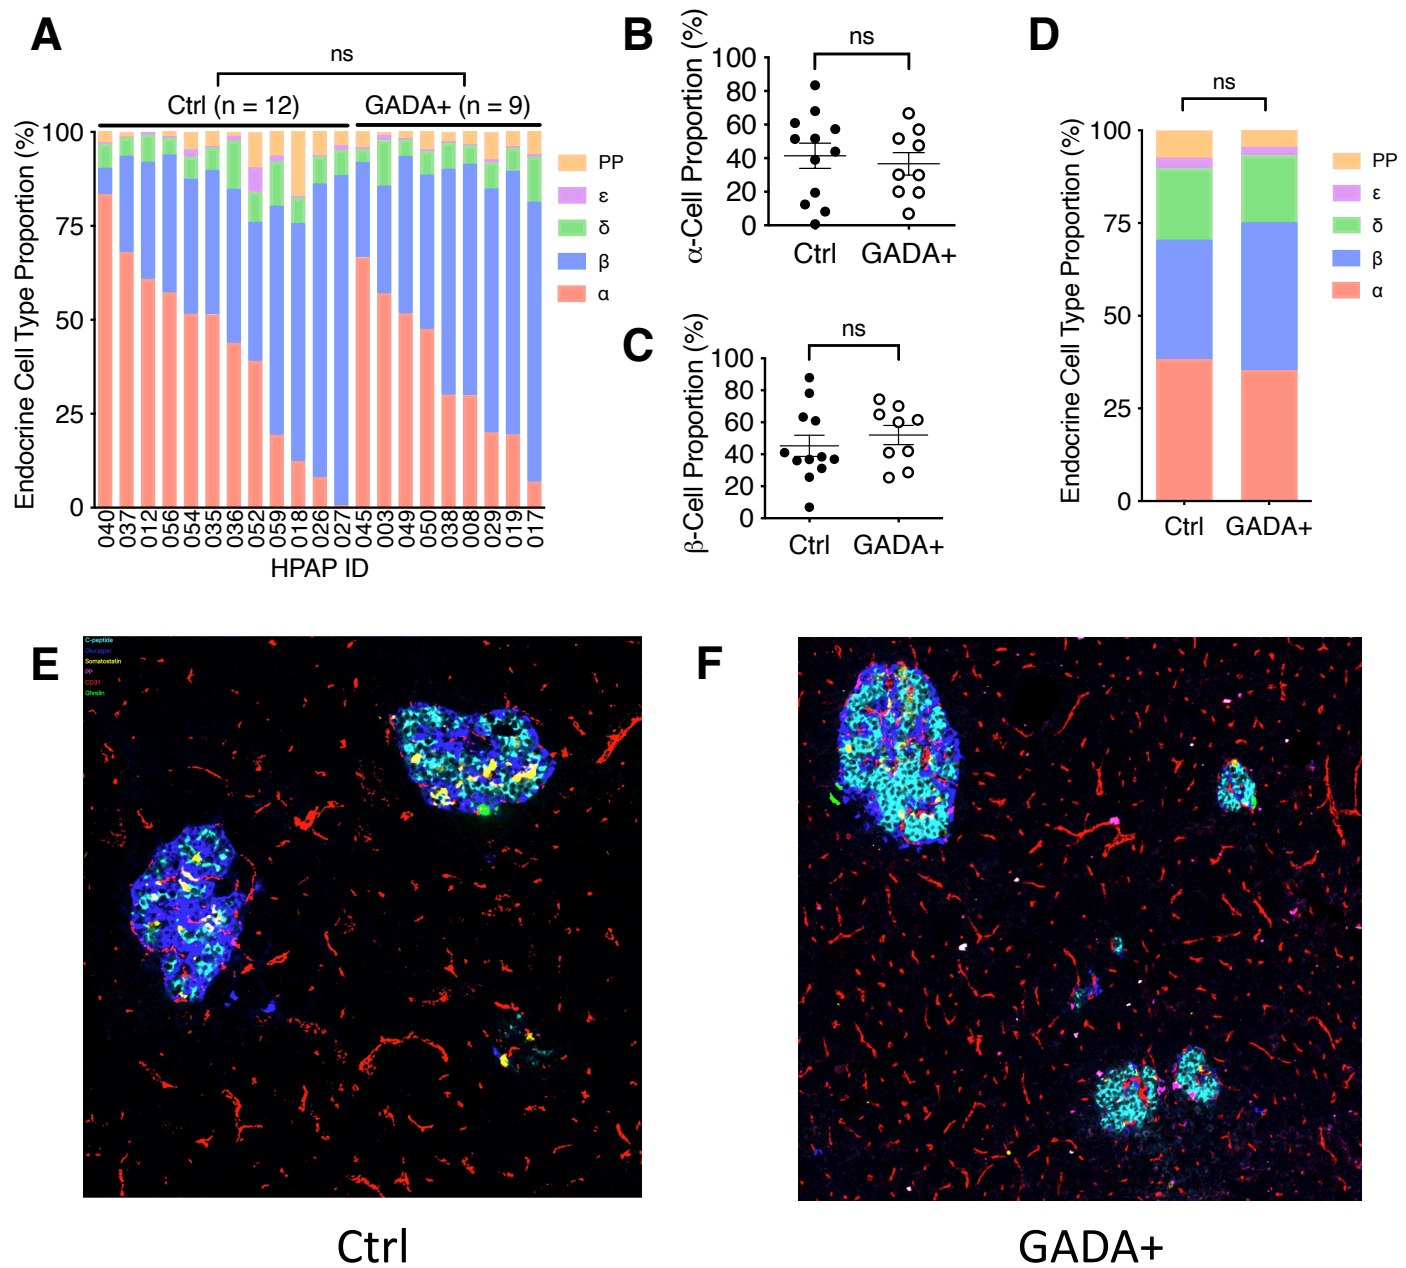 A
ns
Ctrl (n = 12)
GADA+ (n = 9)
Endocrine Cell Type Proportion (%)
100
75
50
25
0
040 037 012 056 054 035 036 052 059 018 026 027 045 003 049 050 038 008 029 019 017
HPAP ID
PP
ε
δ
β
α
B
ns
α-Cell Proportion (%)
100
80
60
40
20
0
Ctrl GADA+
C
ns
β-Cell Proportion (%)
100
80
60
40
20
0
Ctrl GADA+
D
ns
Endocrine Cell Type Proportion (%)
100
75
50
25
0
Ctrl GADA+
PP
ε
δ
β
α
E
C-peptide
Glucagon
Somatostatin
PP
CD31
Ghrelin
Ctrl
F
GADA+